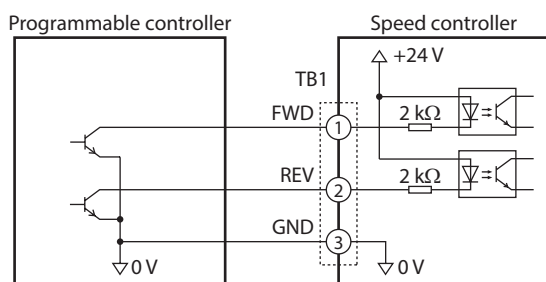 Programmable controller
Speed controller
+24 V
TB1
FWD
1
2 kΩ
REV
2
2 kΩ
GND
3
0 V
0 V